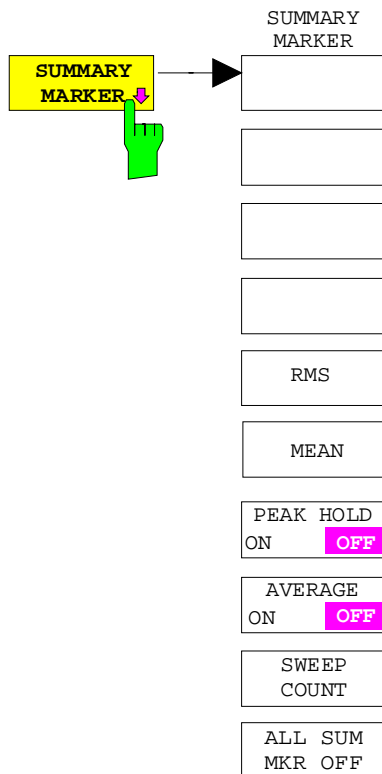 SUMMARY
MARKER
SUMMARY
MARKER
RMS
MEAN
PEAK HOLD
ON OFF
AVERAGE
ON OFF
SWEEP
COUNT
ALL SUM
MKR OFF